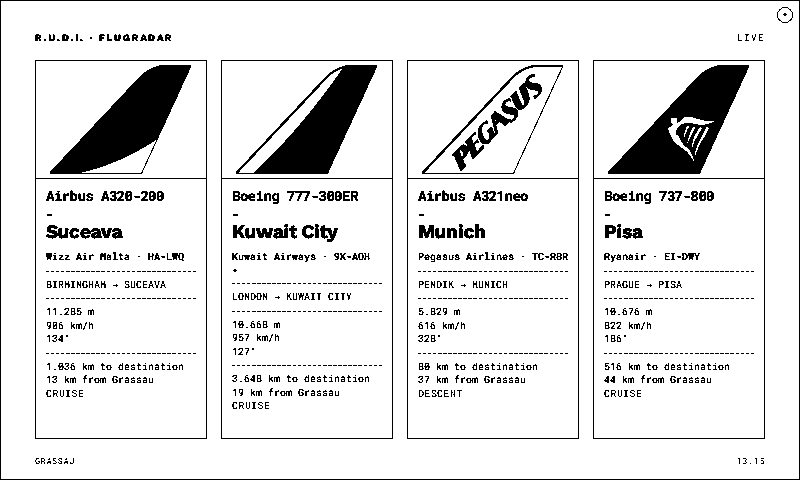 R.U.D.I. · FLUGRADAR
LIVE
Airbus A320-200
-
Suceava
Wizz Air Malta · HA-LWQ
BIRMINGHAM → SUCEAVA
11.285 m
906 km/h
134°
1.036 km to destination
13 km from Grassau
CRUISE
Boeing 777-300ER
-
Kuwait City
Kuwait Airways · 9K-AOH
•
LONDON → KUWAIT CITY
10.668 m
957 km/h
127°
3.648 km to destination
19 km from Grassau
CRUISE
PEGASUS
Airbus A321neo
-
Munich
Pegasus Airlines · TC-RBR
PENDIK → MUNICH
5.829 m
616 km/h
328°
80 km to destination
37 km from Grassau
DESCENT
Boeing 737-800
-
Pisa
Ryanair · EI-DWY
PRAGUE → PISA
10.676 m
822 km/h
186°
516 km to destination
44 km from Grassau
CRUISE
GRASSAU
13.15